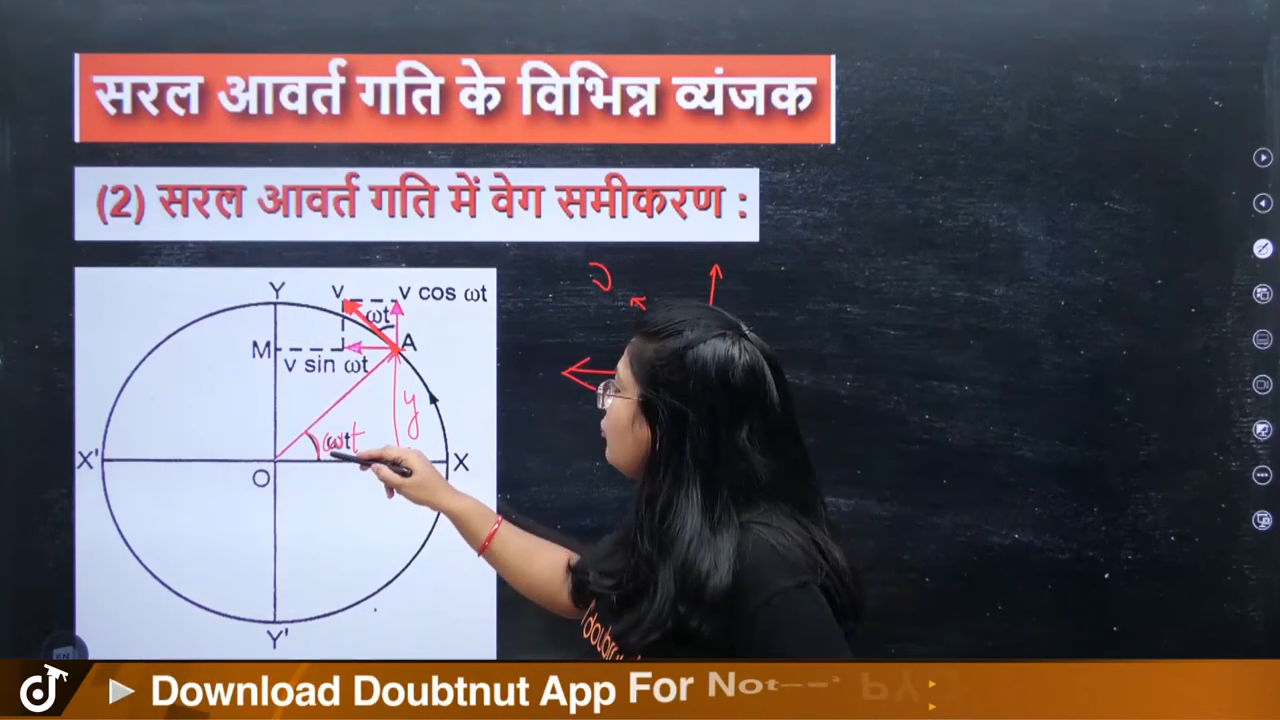 सरल आवर्त गति के विभिन्न व्यंजक
(2) सरल आवर्त गति में वेग समीकरण :
Y v v cos ωt
ωt
M A
v sin ωt
y
ωt
X' X
O
Y'
υ
Download Doubtnut App For